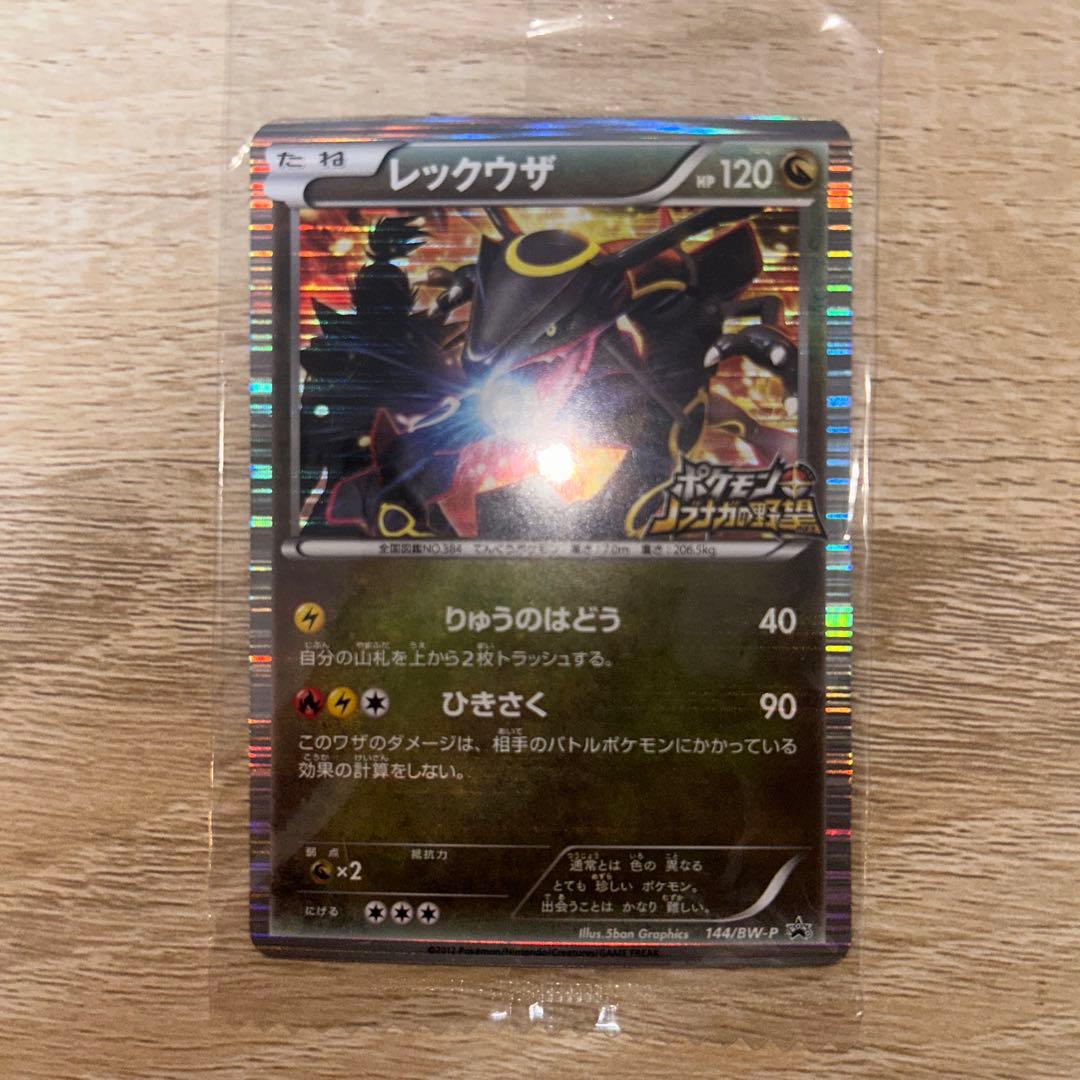 たね
レックウザ
HP 120
ポケモン+
ノブナガの野望
全国図鑑NO.384 てんくうポケモン 高さ:7.0m 重さ:206.5kg
りゅうのはどう 40
自分の山札を上から2枚トラッシュする。
ひきさく 90
このワザのダメージは、相手のバトルポケモンにかかっている
効果の計算をしない。
弱点 抵抗力
×2
にげる
通常とは 色の 異なる
とても 珍しい ポケモン。
出会うことは かなり 難しい。
Illus. 5ban Graphics 144/BW-P
©2012 Pokémon/Nintendo/Creatures/GAME FREAK